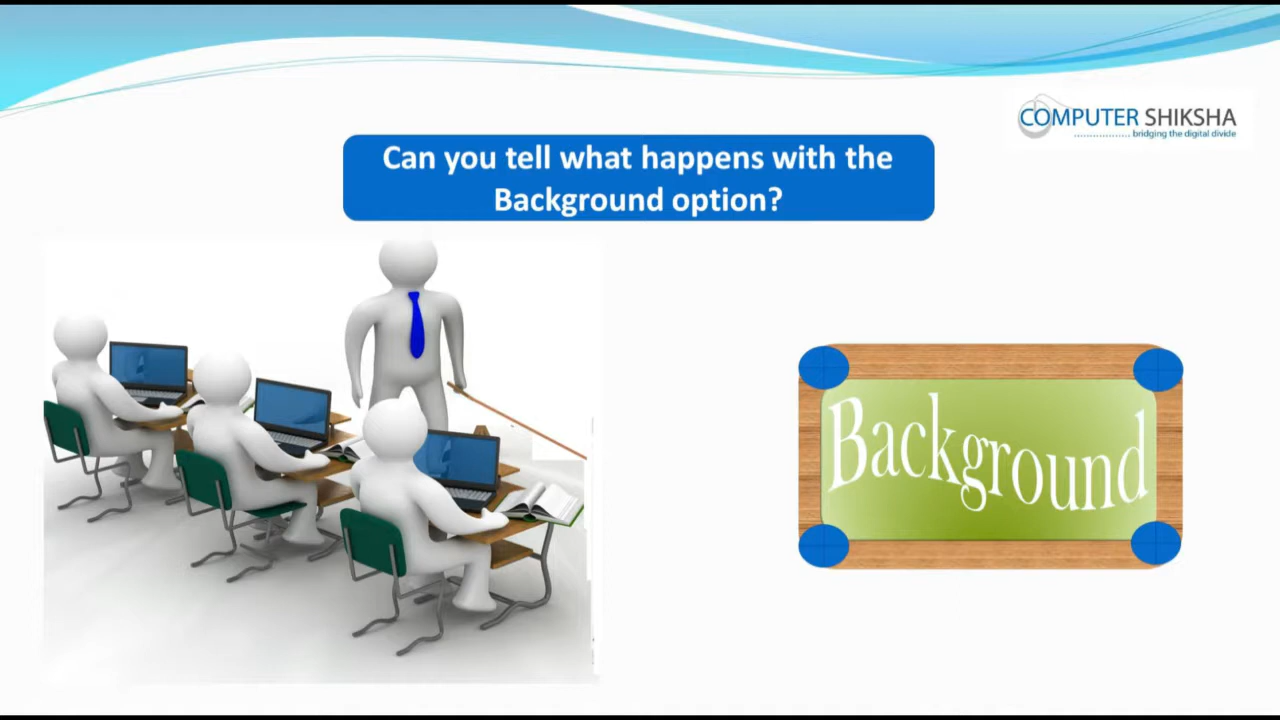 COMPUTER SHIKSHA
bridging the digital divide
Can you tell what happens with the
Background option?
Background